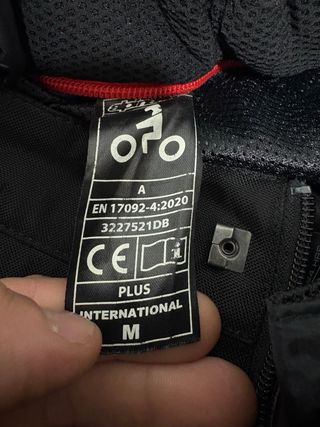 A
EN 17092-4:2020
3227521DB
CE
PLUS
INTERNATIONAL
M